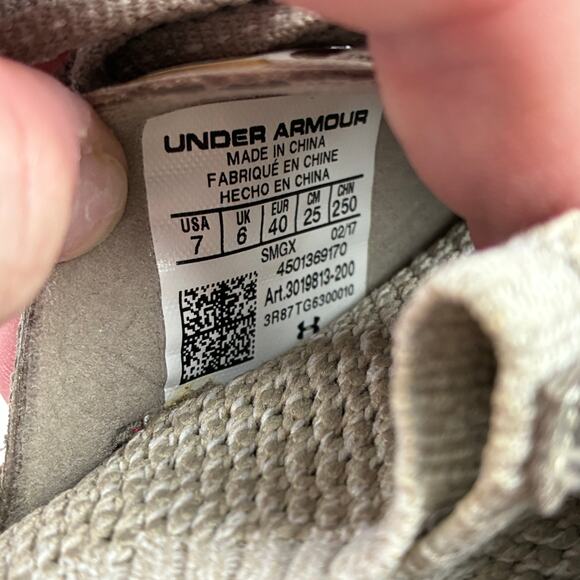 UNDER ARMOUR
MADE IN CHINA
FABRIQUÉ EN CHINE
HECHO EN CHINA
USA UK EUR CM CHN
7 6 40 25 250
SMGX 02/17
4501369170
Art.3019813-200
3R87TG6300010